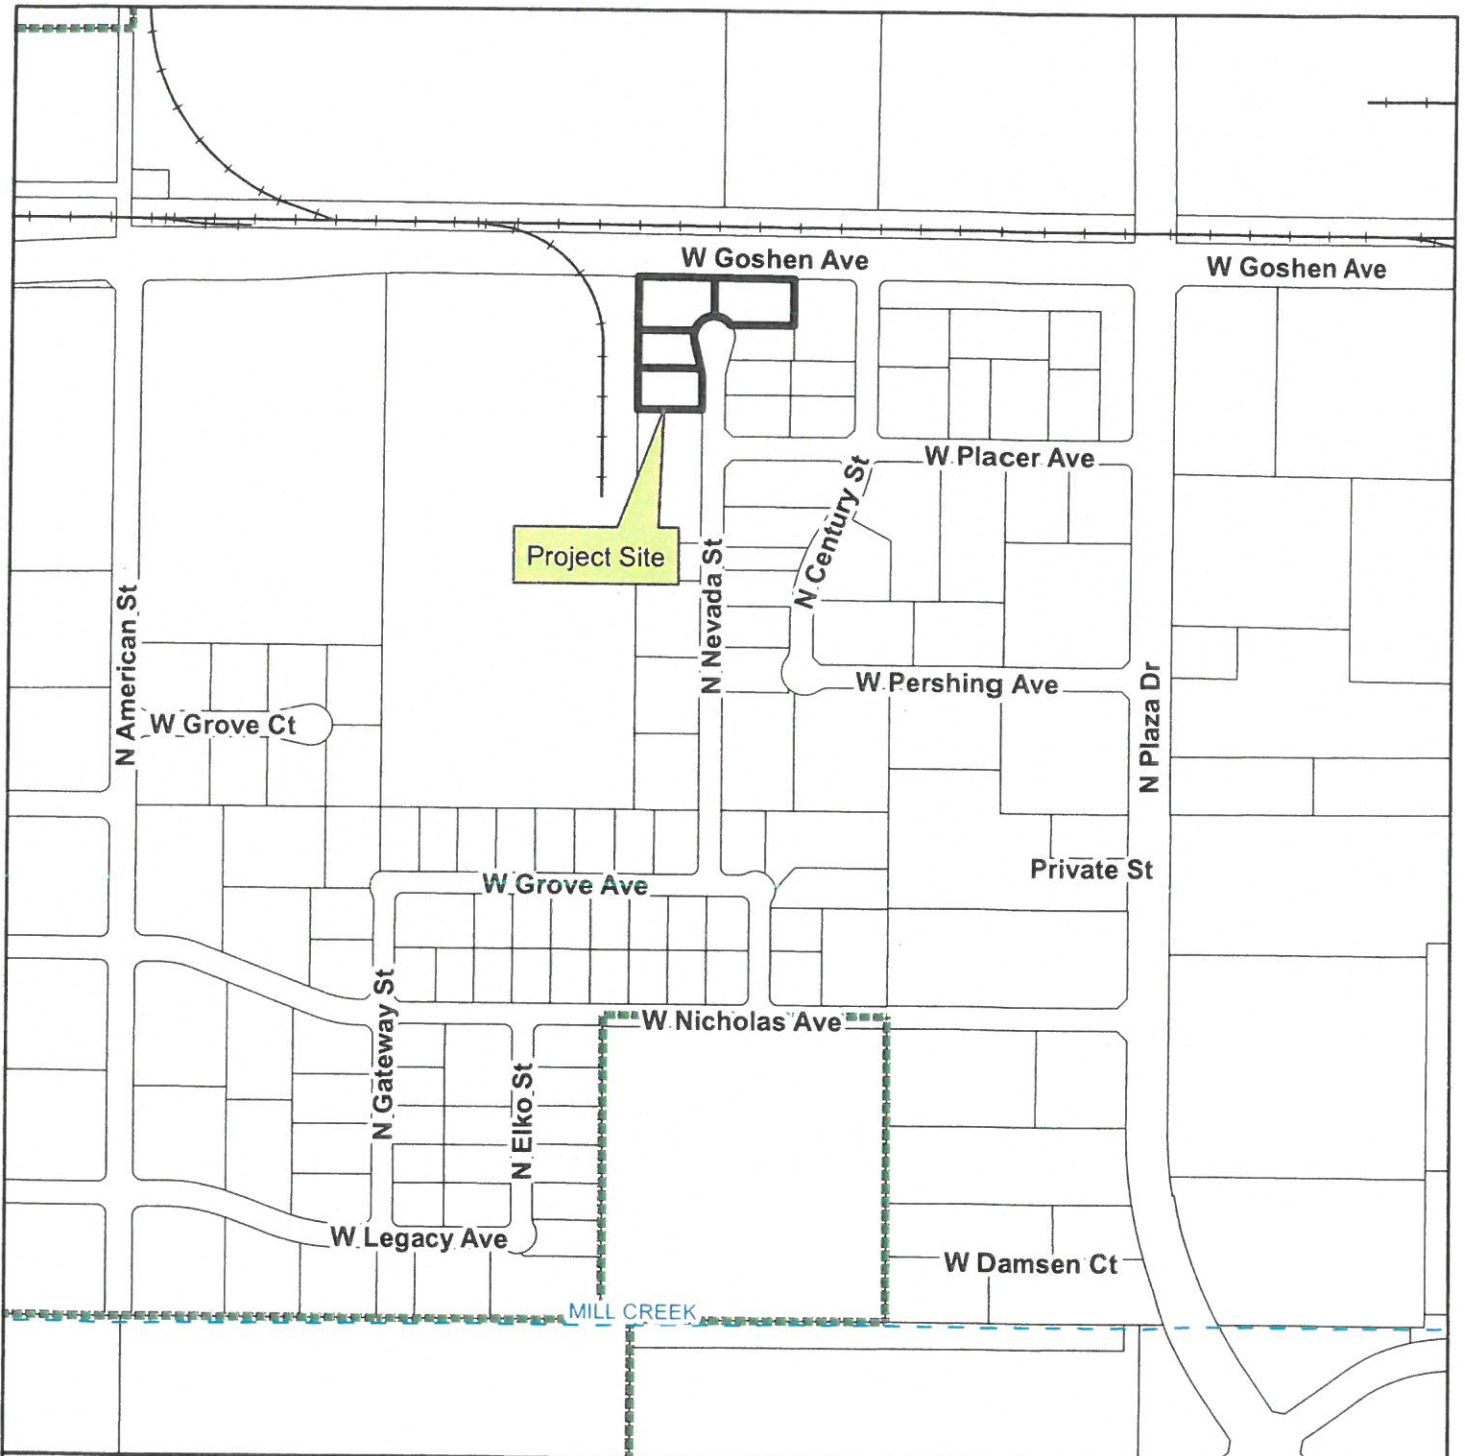 W Goshen Ave
W Goshen Ave
W Placer Ave
N Century St
Project Site
N Nevada St
N American St
W Pershing Ave
N Plaza Dr
W Grove Ct
Private St
W Grove Ave
N Gateway St
W Nicholas Ave
N Elko St
W Legacy Ave
W Damsen Ct
MILL CREEK